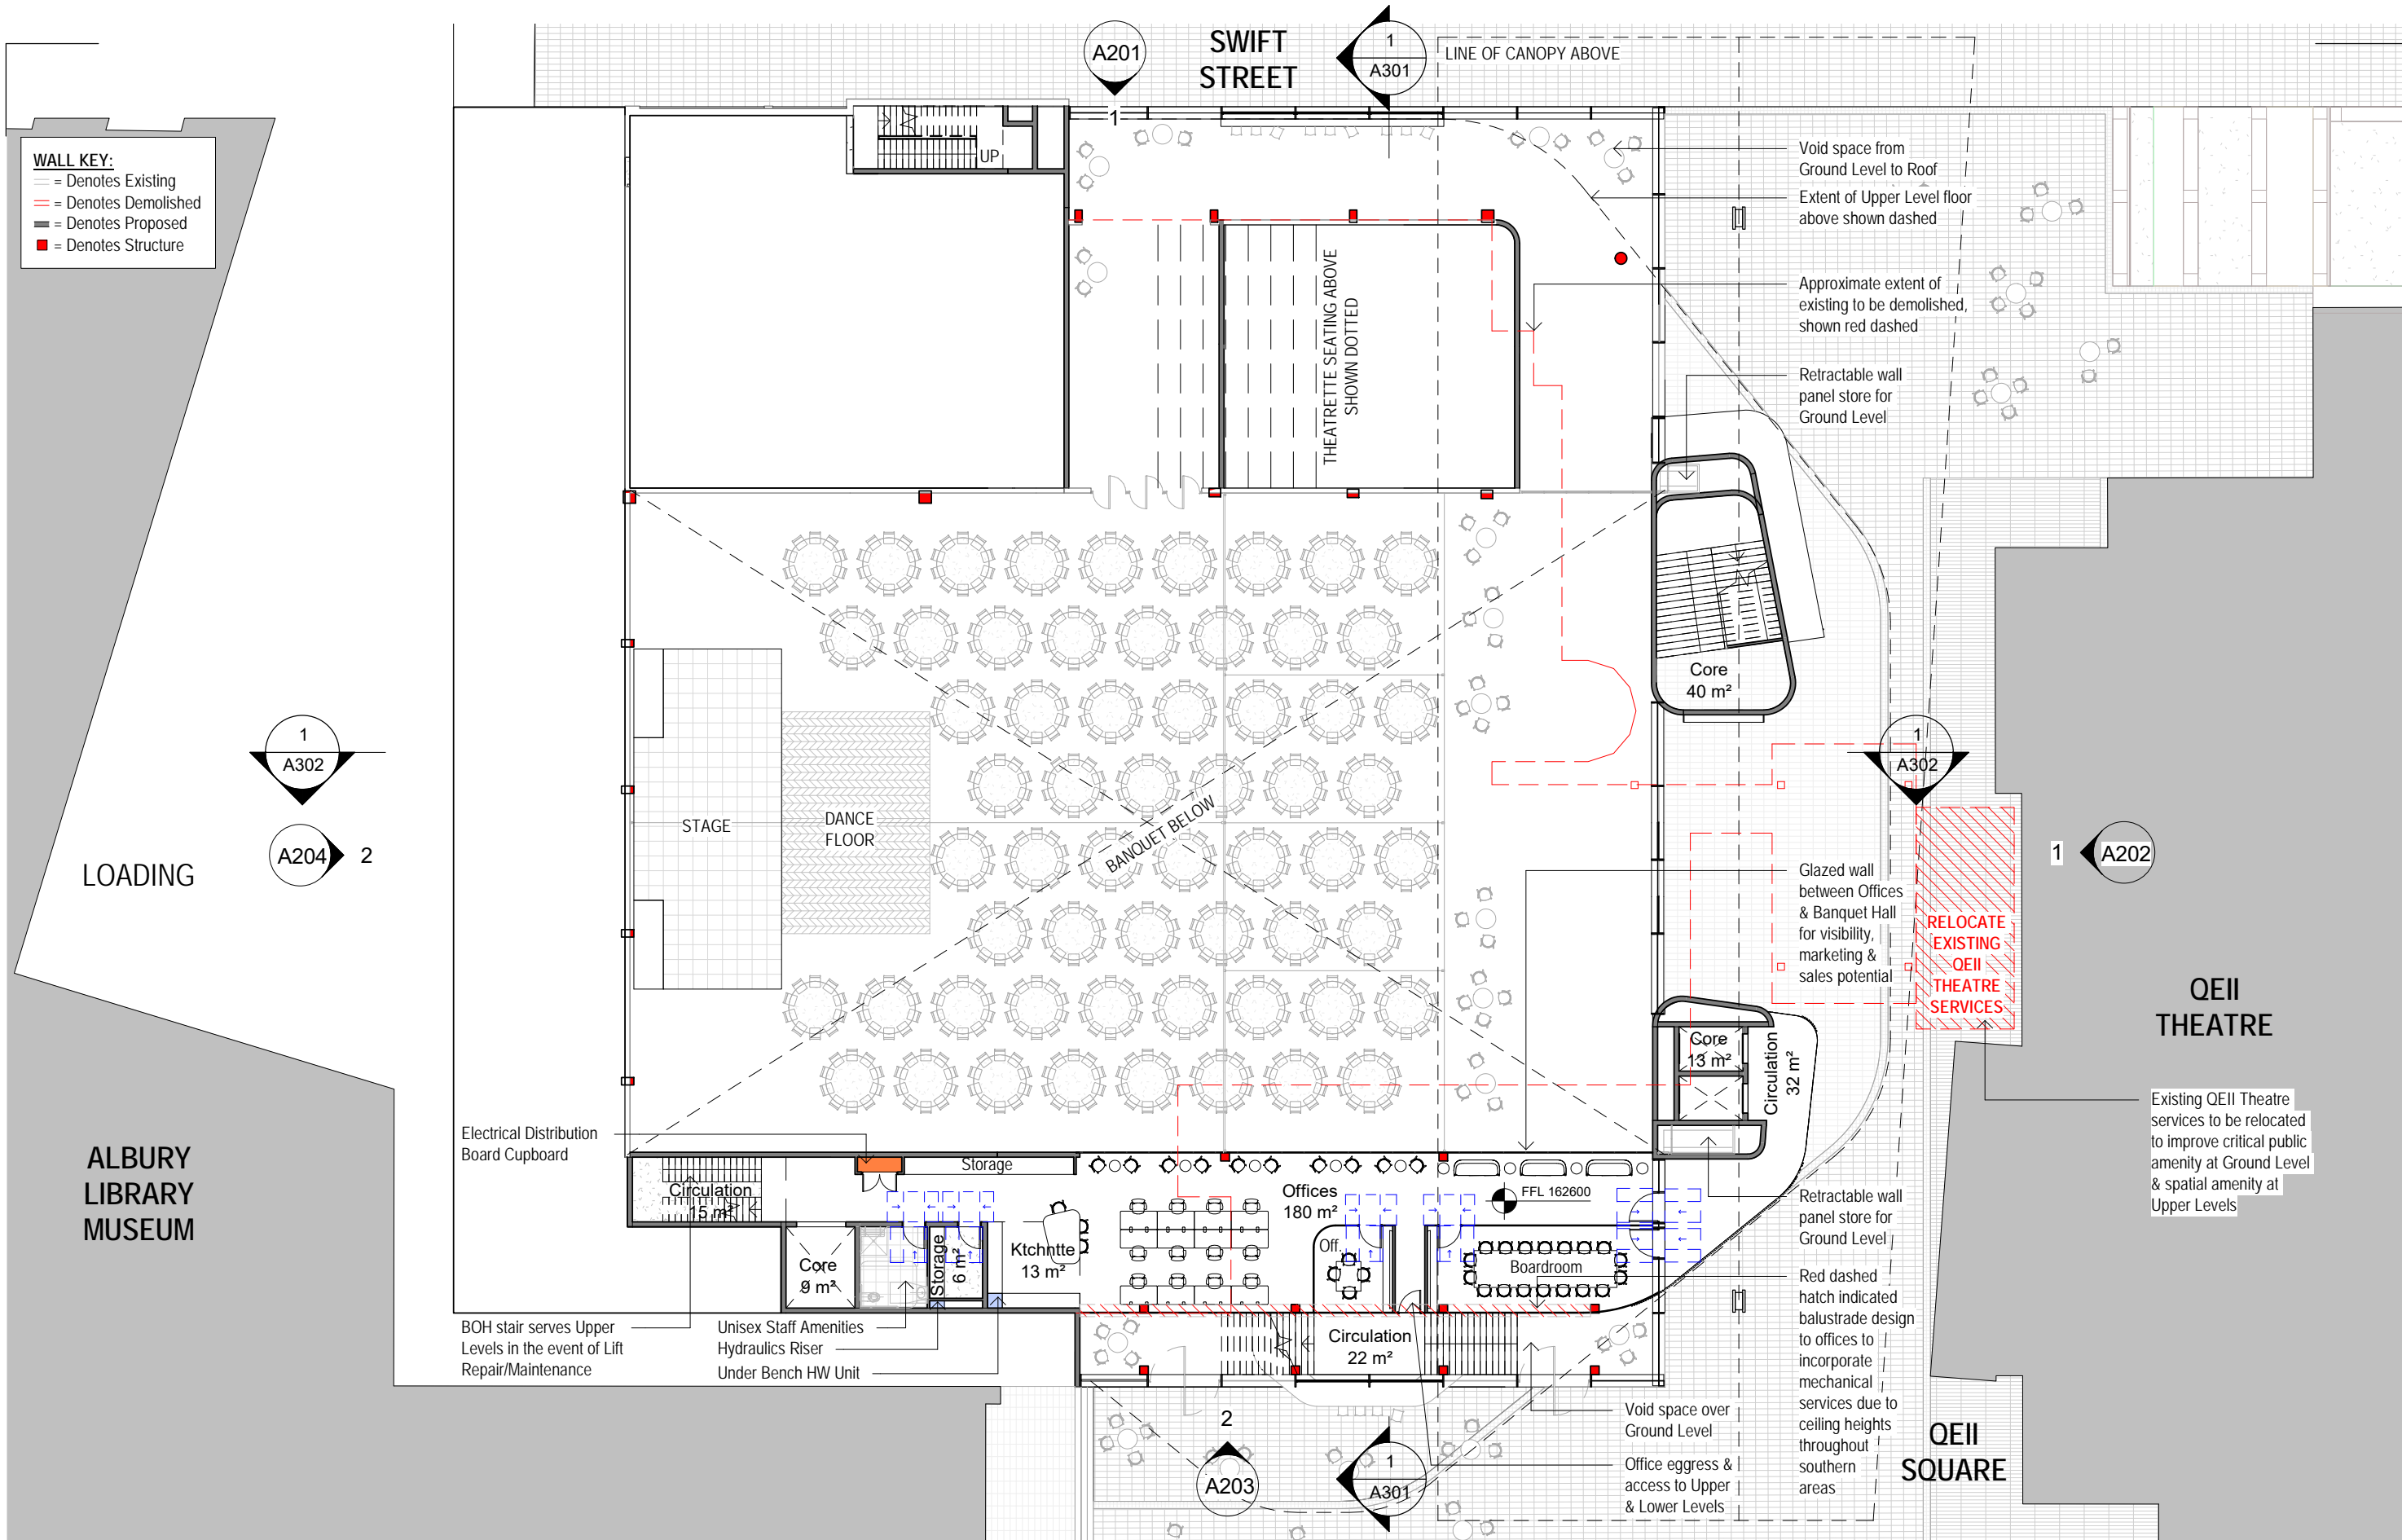 SWIFT
STREET
A201
1
1
A301
LINE OF CANOPY ABOVE
WALL KEY:
= Denotes Existing
= Denotes Demolished
= Denotes Proposed
= Denotes Structure
UP
Void space from
Ground Level to Roof
Extent of Upper Level floor
above shown dashed
Approximate extent of
existing to be demolished,
shown red dashed
Retractable wall
panel store for
Ground Level
THEATRETTE SEATING ABOVE
SHOWN DOTTED
Core
40 m²
1
A302
1
A302
A204
2
LOADING
STAGE
DANCE
FLOOR
BANQUET BELOW
1
A202
Glazed wall
between Offices
& Banquet Hall
for visibility,
marketing &
sales potential
RELOCATE
EXISTING
QEII
THEATRE
SERVICES
QEII
THEATRE
Core
13 m²
Circulation
32 m²
Existing QEII Theatre
services to be relocated
to improve critical public
amenity at Ground Level
& spatial amenity at
Upper Levels
ALBURY
LIBRARY
MUSEUM
Electrical Distribution
Board Cupboard
Storage
Circulation
15 m²
Offices
180 m²
FFL 162600
Retractable wall
panel store for
Ground Level
Core
9 m²
Storage
6 m²
Ktchntte
13 m²
Off.
Boardroom
Red dashed
hatch indicated
balustrade design
to offices to
incorporate
mechanical
services due to
ceiling heights
throughout
southern
areas
BOH stair serves Upper
Levels in the event of Lift
Repair/Maintenance
Unisex Staff Amenities
Hydraulics Riser
Under Bench HW Unit
Circulation
22 m²
Void space over
Ground Level
Office eggress &
access to Upper
& Lower Levels
2
A203
1
A301
QEII
SQUARE